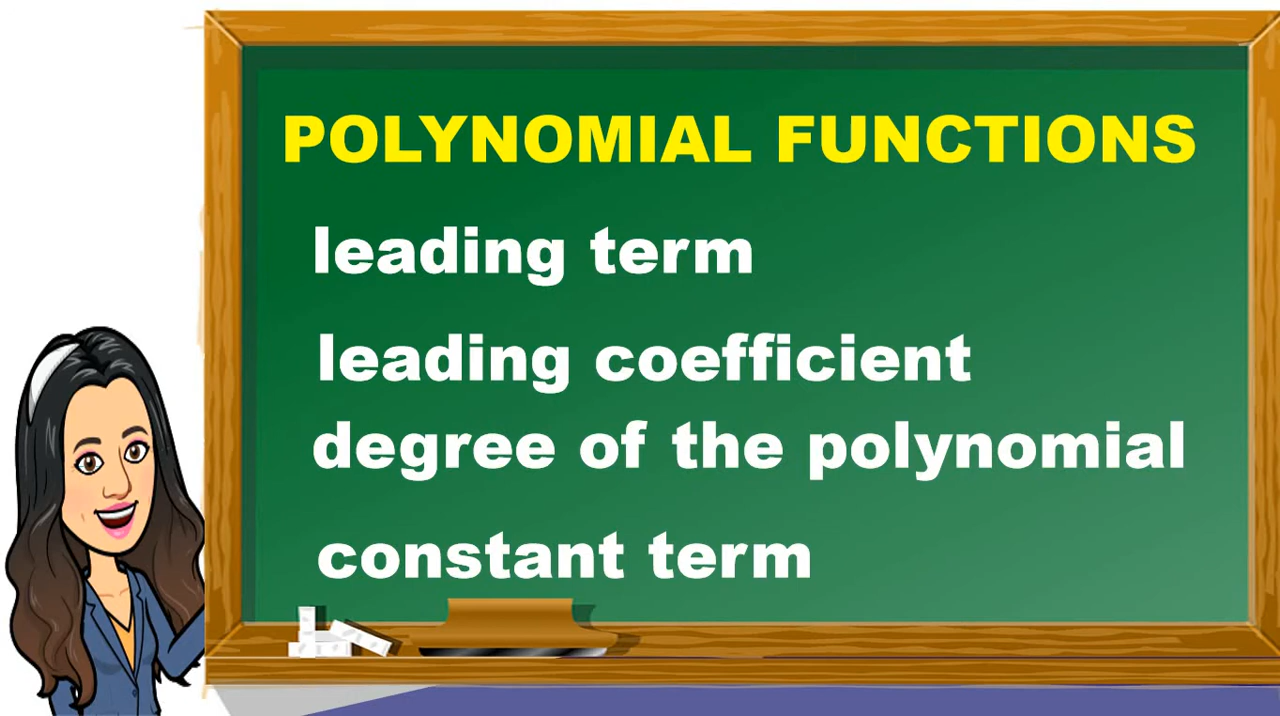 POLYNOMIAL FUNCTIONS
leading term
leading coefficient
degree of the polynomial
constant term